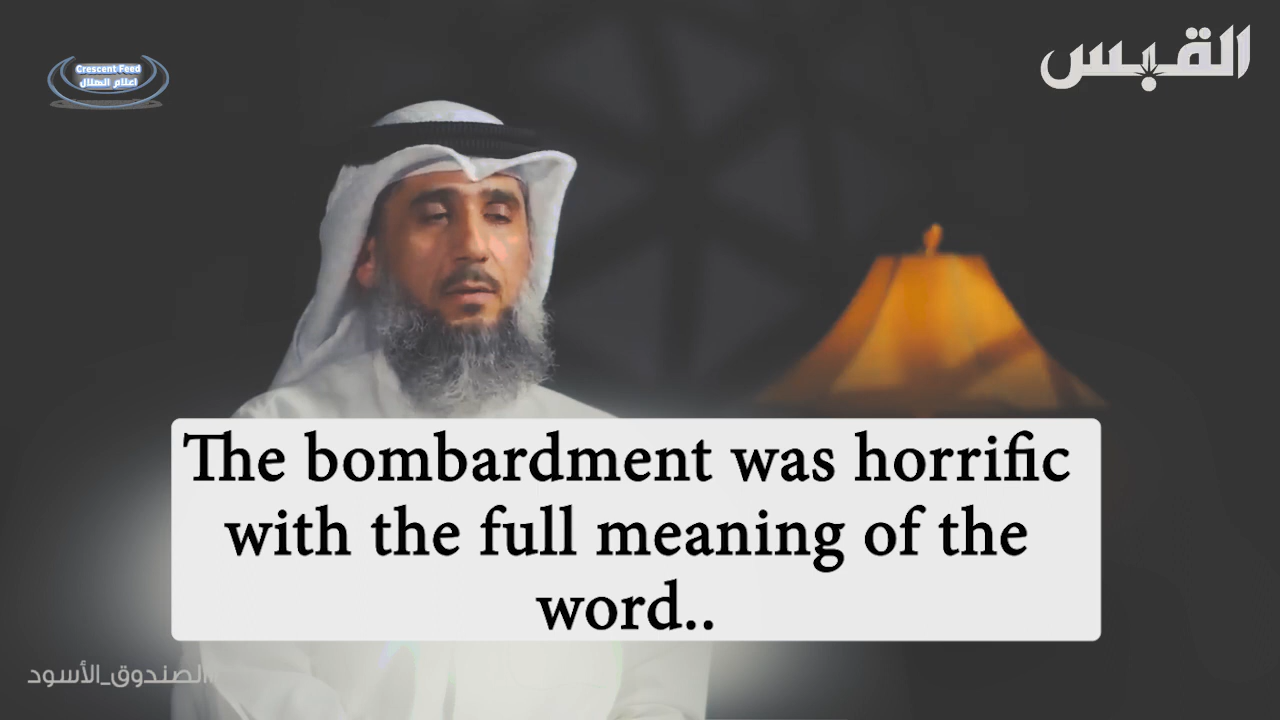 Crescent Feed
اعلام الهلال
القبس
The bombardment was horrific
with the full meaning of the
word..
الصندوق_الأسود